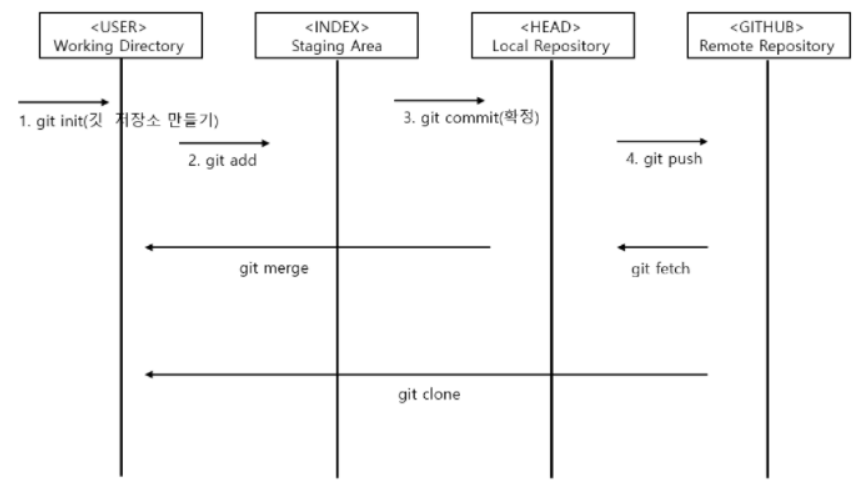 <USER>
Working Directory
<INDEX>
Staging Area
<HEAD>
Local Repository
<GITHUB>
Remote Repository
1. git init(깃 저장소 만들기)
3. git commit(확정)
2. git add
4. git push
git merge
git fetch
git clone